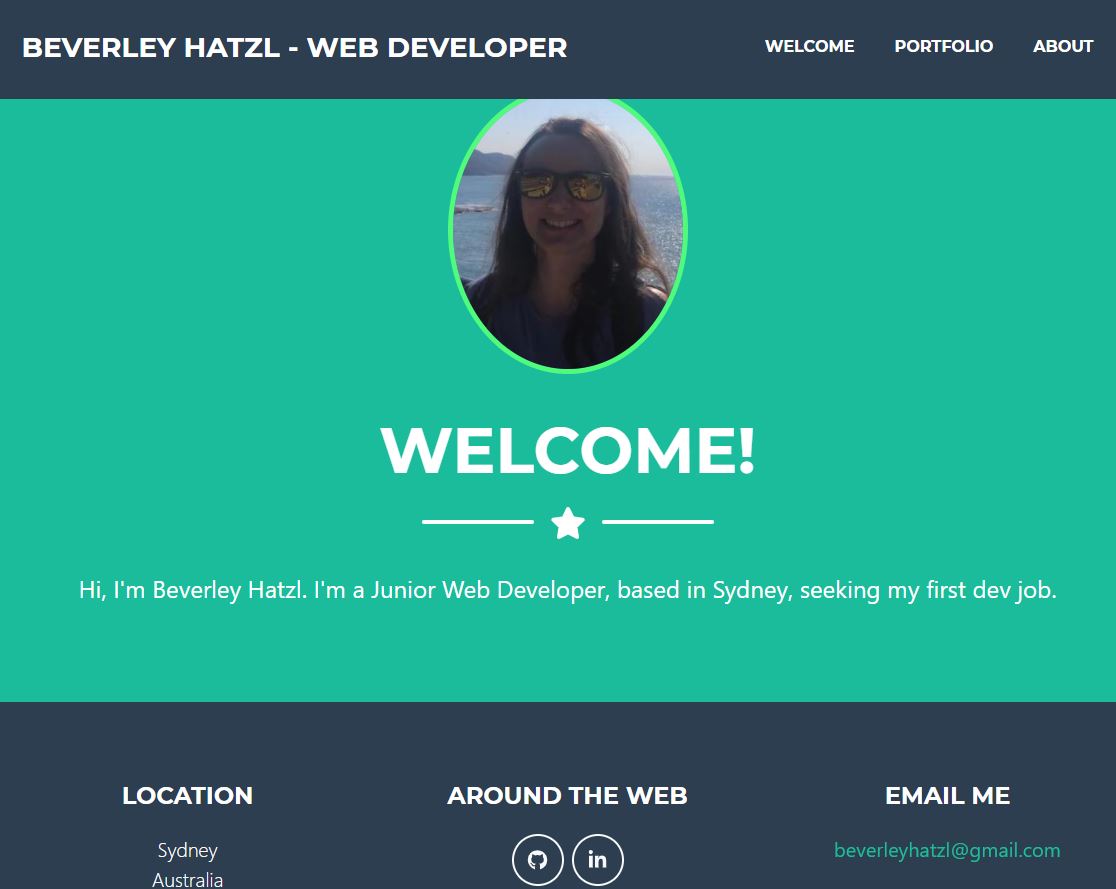 BEVERLEY HATZL - WEB DEVELOPER
WELCOME
PORTFOLIO
ABOUT
WELCOME!
Hi, I'm Beverley Hatzl. I'm a Junior Web Developer, based in Sydney, seeking my first dev job.
LOCATION
Sydney
Australia
AROUND THE WEB
in
EMAIL ME
beverleyhatzl@gmail.com